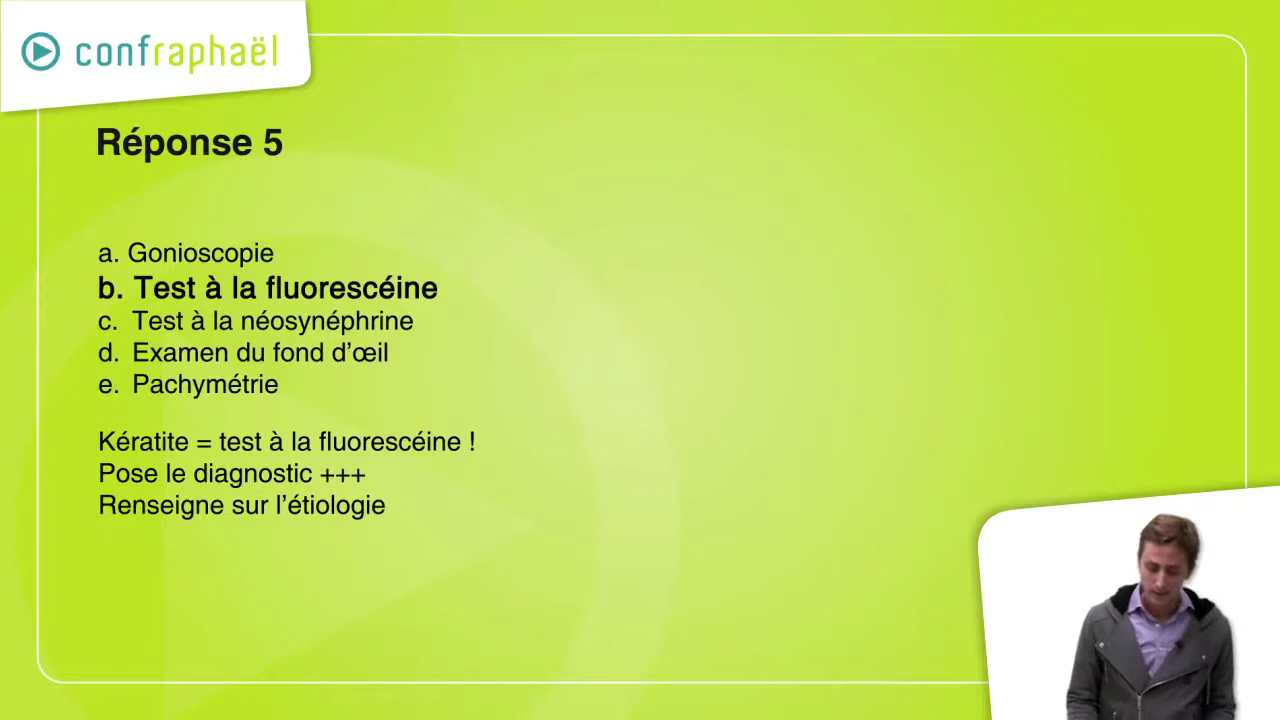 confraphaël
Réponse 5
a. Gonioscopie
b. Test à la fluorescéine
c. Test à la néosynéphrine
d. Examen du fond d’œil
e. Pachymétrie
Kératite = test à la fluorescéine !
Pose le diagnostic +++
Renseigne sur l’étiologie